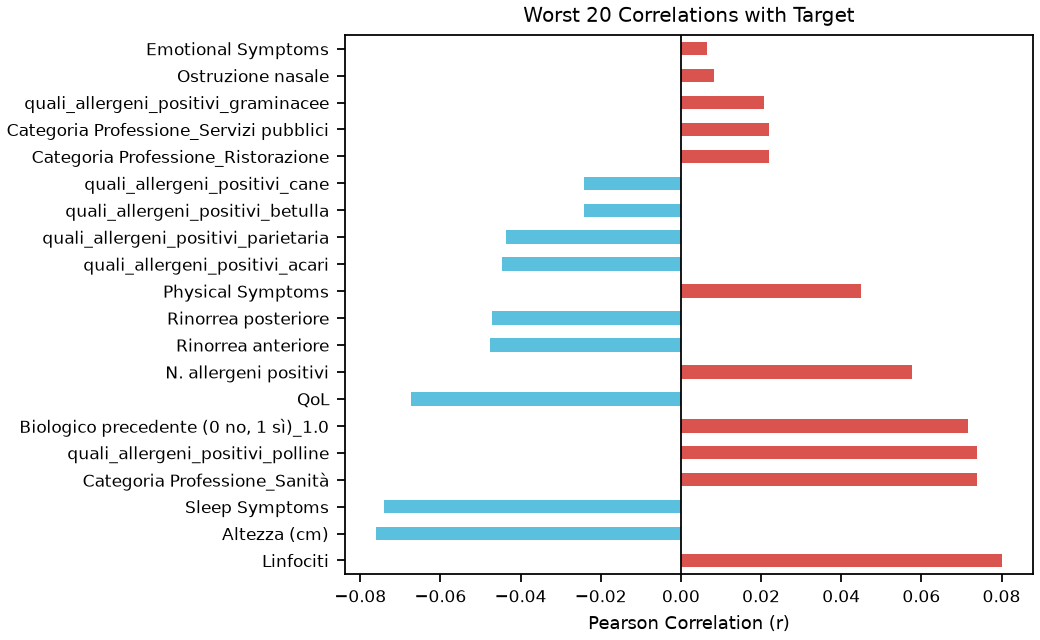 Worst 20 Correlations with Target
Emotional Symptoms
Ostruzione nasale
quali_allergeni_positivi_graminacee
Categoria Professione_Servizi pubblici
Categoria Professione_Ristorazione
quali_allergeni_positivi_cane
quali_allergeni_positivi_betulla
quali_allergeni_positivi_parietaria
quali_allergeni_positivi_acari
Physical Symptoms
Rinorrea posteriore
Rinorrea anteriore
N. allergeni positivi
QoL
Biologico precedente (0 no, 1 sì)_1.0
quali_allergeni_positivi_polline
Categoria Professione_Sanità
Sleep Symptoms
Altezza (cm)
Linfociti
−0.08 −0.06 −0.04 −0.02 0.00 0.02 0.04 0.06 0.08
Pearson Correlation (r)